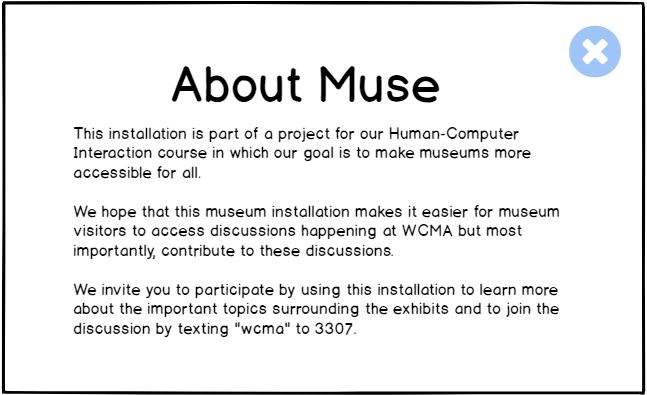 About Muse
This installation is part of a project for our Human-Computer
Interaction course in which our goal is to make museums more
accessible for all.
We hope that this museum installation makes it easier for museum
visitors to access discussions happening at WCMA but most
importantly, contribute to these discussions.
We invite you to participate by using this installation to learn more
about the important topics surrounding the exhibits and to join the
discussion by texting "wcma" to 3307.